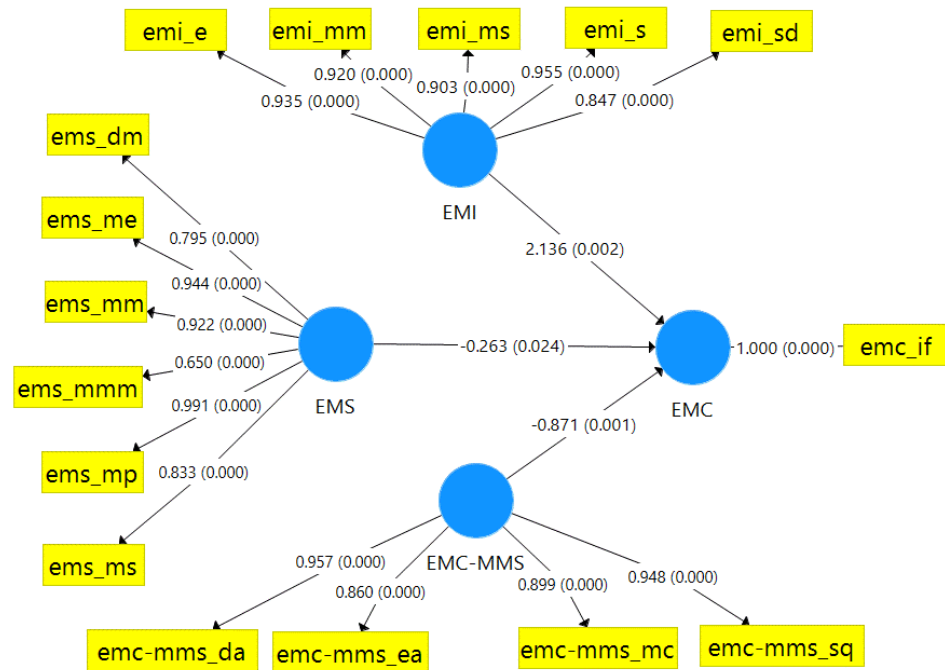 emi_e
emi_mm
emi_ms
emi_s
emi_sd
0.935 (0.000)
0.920 (0.000)
0.903 (0.000)
0.955 (0.000)
0.847 (0.000)
EMI
2.136 (0.002)
ems_dm
ems_me
ems_mm
ems_mmm
ems_mp
ems_ms
0.795 (0.000)
0.944 (0.000)
0.922 (0.000)
0.650 (0.000)
0.991 (0.000)
0.833 (0.000)
EMS
-0.263 (0.024)
EMC
1.000 (0.000)
emc_if
-0.871 (0.001)
EMC-MMS
0.957 (0.000)
0.860 (0.000)
0.899 (0.000)
0.948 (0.000)
emc-mms_da
emc-mms_ea
emc-mms_mc
emc-mms_sq